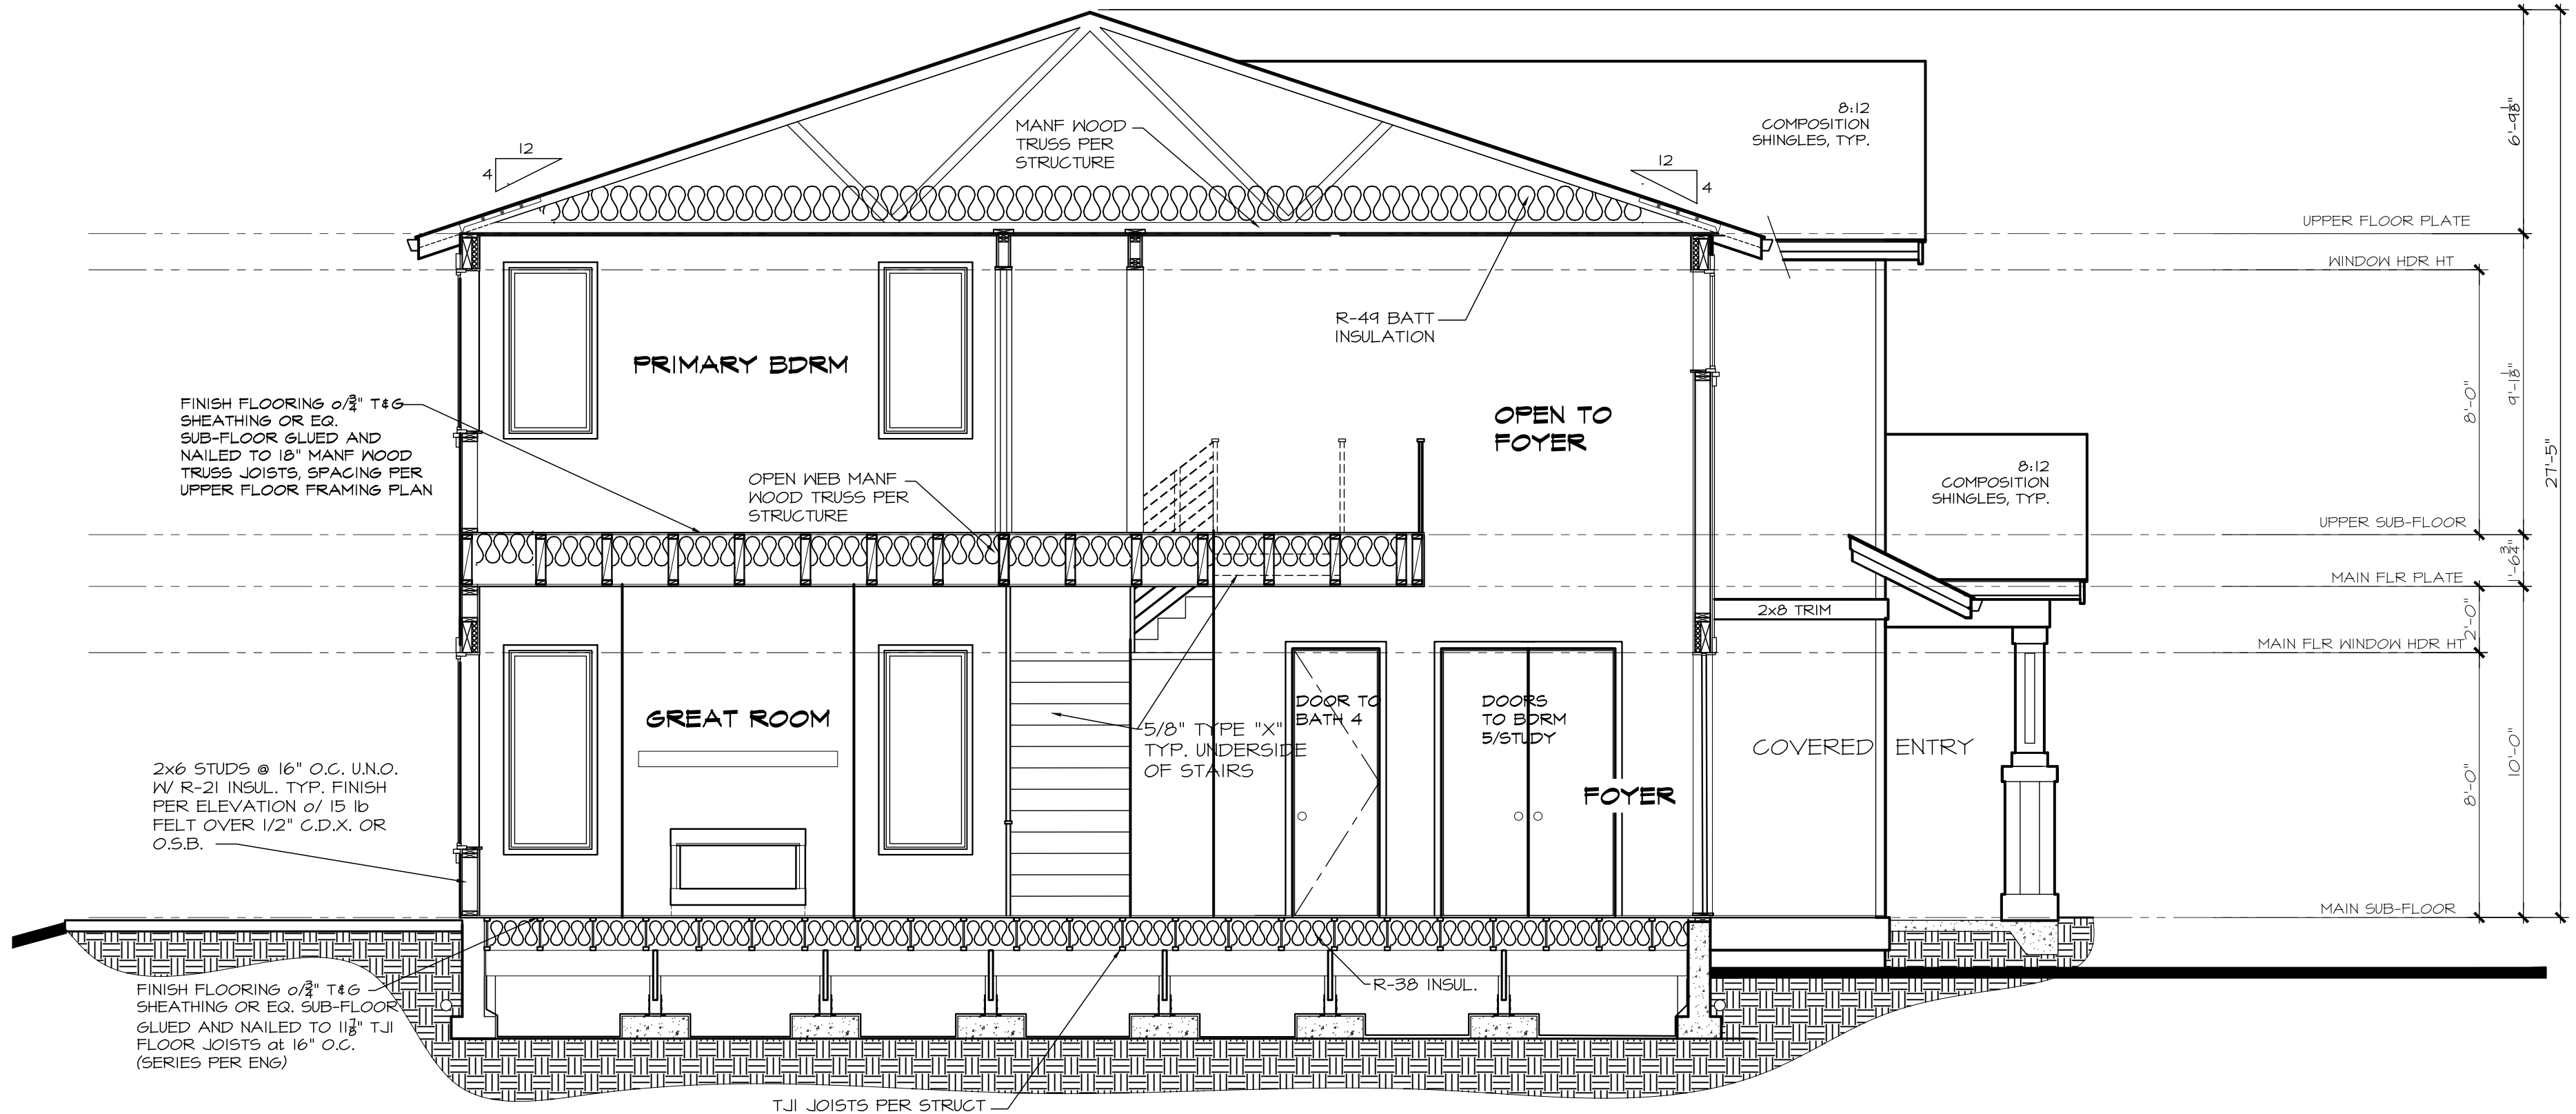 8:12
COMPOSITION
SHINGLES, TYP.
6'-9 1/8"
MANF WOOD
TRUSS PER
STRUCTURE
12
4
12
4
UPPER FLOOR PLATE
WINDOW HDR HT
R-49 BATT
INSULATION
PRIMARY BDRM
OPEN TO
FOYER
8'-0"
9'-1 1/8"
27'-5"
FINISH FLOORING o/3/4" T&G
SHEATHING OR EQ.
SUB-FLOOR GLUED AND
NAILED TO 18" MANF WOOD
TRUSS JOISTS, SPACING PER
UPPER FLOOR FRAMING PLAN
OPEN WEB MANF
WOOD TRUSS PER
STRUCTURE
8:12
COMPOSITION
SHINGLES, TYP.
UPPER SUB-FLOOR
1'-6 3/4"
MAIN FLR PLATE
2x8 TRIM
2'-0"
MAIN FLR WINDOW HDR HT
GREAT ROOM
5/8" TYPE "X"
TYP. UNDERSIDE
OF STAIRS
DOOR TO
BATH 4
DOORS
TO BDRM
5/STUDY
COVERED ENTRY
FOYER
8'-0"
10'-0"
2x6 STUDS @ 16" O.C. U.N.O.
W/ R-21 INSUL. TYP. FINISH
PER ELEVATION o/ 15 lb
FELT OVER 1/2" C.D.X. OR
O.S.B.
MAIN SUB-FLOOR
FINISH FLOORING o/3/4" T&G
SHEATHING OR EQ. SUB-FLOOR
GLUED AND NAILED TO 11 7/8" TJI
FLOOR JOISTS at 16" O.C.
(SERIES PER ENG)
R-38 INSUL.
TJI JOISTS PER STRUCT